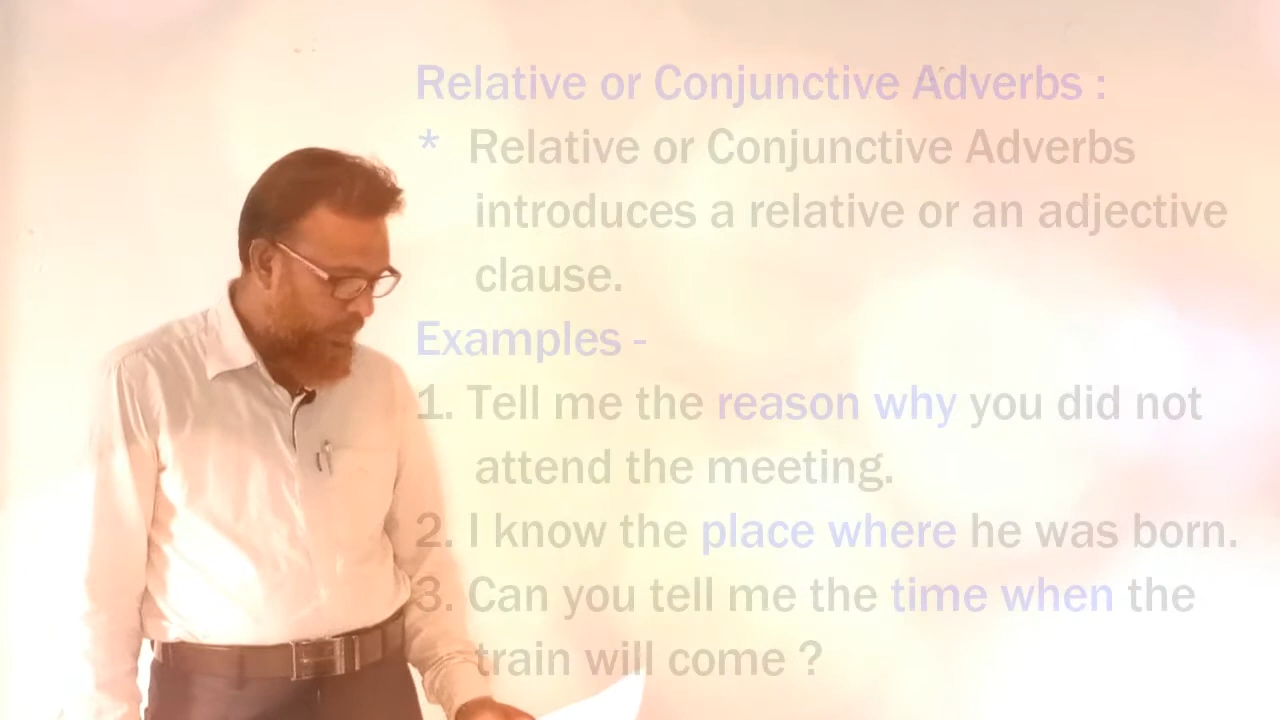 Relative or Conjunctive Adverbs :
* Relative or Conjunctive Adverbs
introduces a relative or an adjective
clause.
Examples -
1. Tell me the reason why you did not
attend the meeting.
2. I know the place where he was born.
3. Can you tell me the time when the
train will come ?